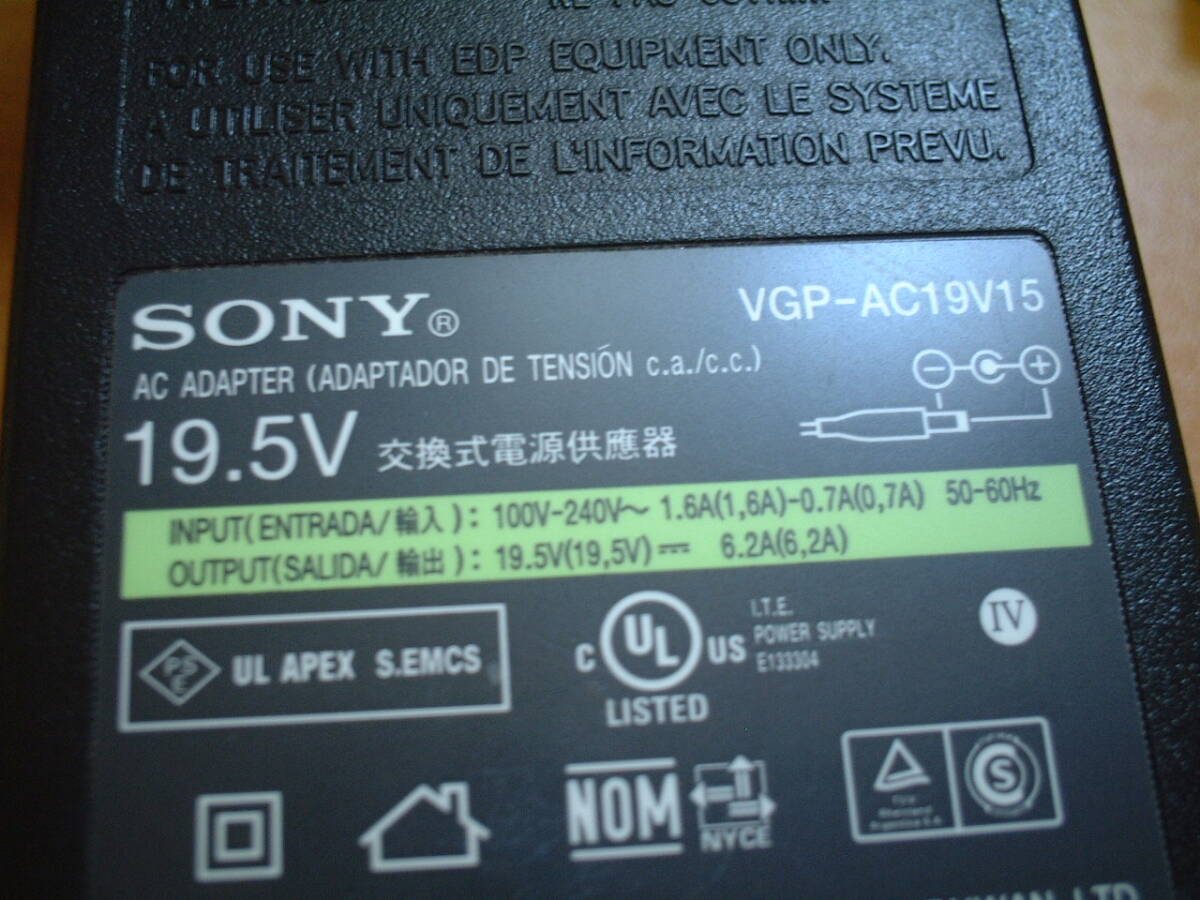 FOR USE WITH EDP EQUIPMENT ONLY.
A UTILISER UNIQUEMENT AVEC LE SYSTEME
DE TRAITEMENT DE L'INFORMATION PREVU.
SONY®
VGP-AC19V15
AC ADAPTER (ADAPTADOR DE TENSIÓN c.a./c.c.)
19.5V 交換式電源供應器
INPUT(ENTRADA/輸入): 100V-240V～ 1.6A(1,6A)-0.7A(0,7A) 50-60Hz
OUTPUT(SALIDA/輸出): 19.5V(19,5V)⎓ 6.2A(6,2A)
PSE UL APEX S.EMCS
C UL US
LISTED
I.T.E.
POWER SUPPLY
E133304
IV
NOM
NYCE
S
TAIWAN LTD